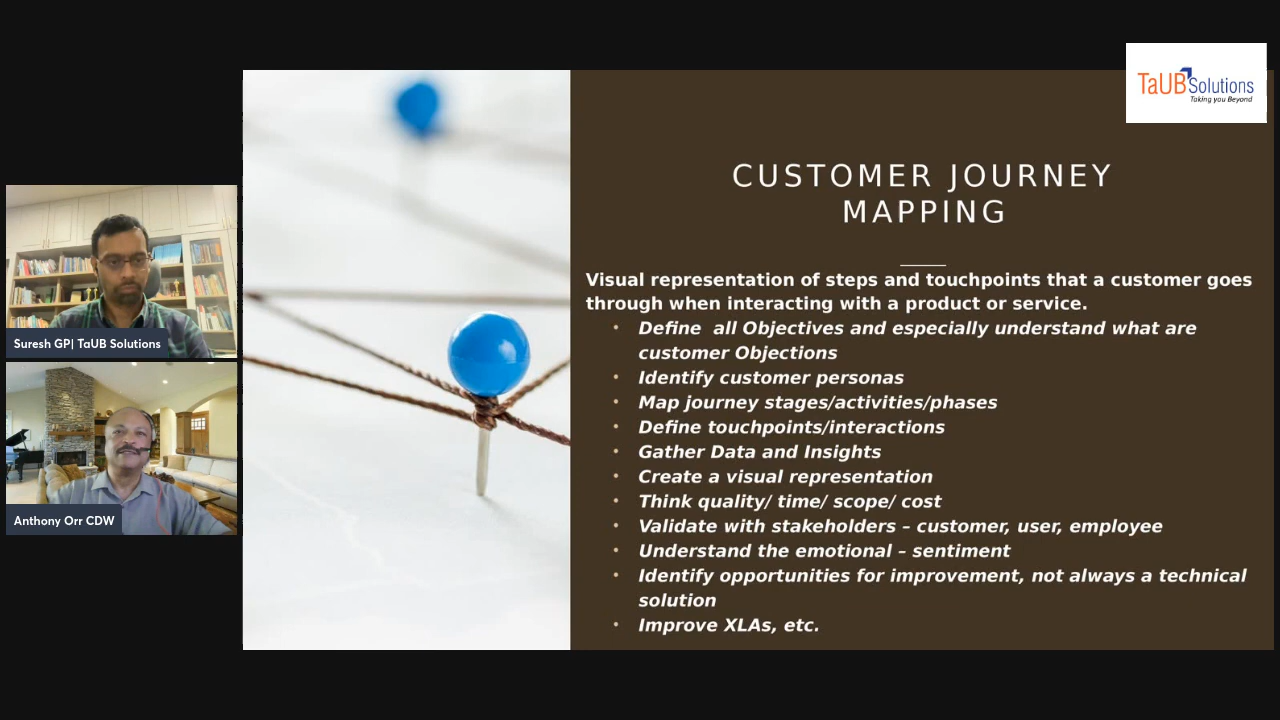 TaUB Solutions
Taking you Beyond
CUSTOMER JOURNEY
MAPPING
Visual representation of steps and touchpoints that a customer goes
through when interacting with a product or service.
• Define  all Objectives and especially understand what are
customer Objections
• Identify customer personas
• Map journey stages/activities/phases
• Define touchpoints/interactions
• Gather Data and Insights
• Create a visual representation
• Think quality/ time/ scope/ cost
• Validate with stakeholders – customer, user, employee
• Understand the emotional – sentiment
• Identify opportunities for improvement, not always a technical
solution
• Improve XLAs, etc.
Suresh GP| TaUB Solutions
Anthony Orr CDW